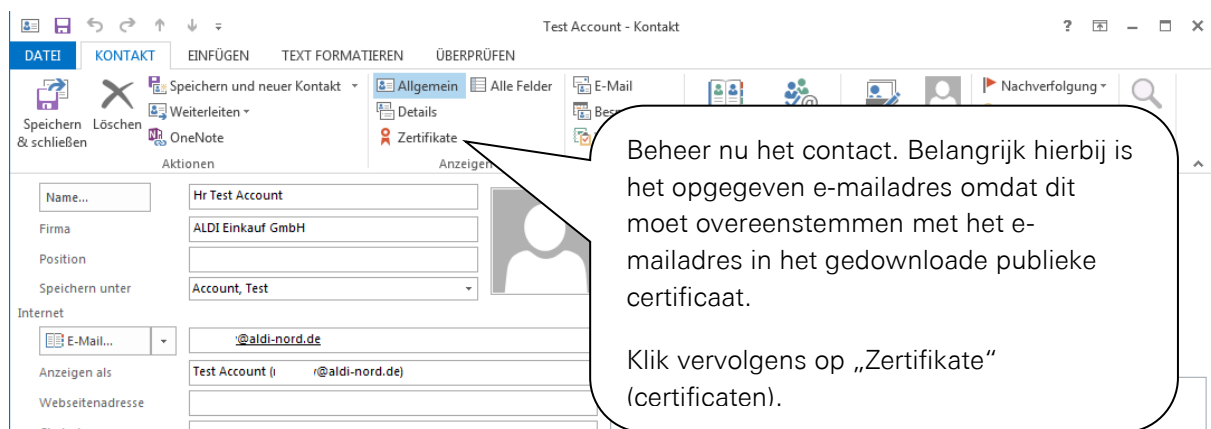 Test Account - Kontakt
DATEI KONTAKT EINFÜGEN TEXT FORMATIEREN ÜBERPRÜFEN
Speichern & schließen
Löschen
Speichern und neuer Kontakt
Weiterleiten
OneNote
Aktionen
Allgemein
Alle Felder
Details
Zertifikate
Anzeigen
E-Mail
Nachverfolgung
Beheer nu het contact. Belangrijk hierbij is
het opgegeven e-mailadres omdat dit
moet overeenstemmen met het e-
mailadres in het gedownloade publieke
certificaat.
Klik vervolgens op „Zertifikate“
(certificaten).
Name... Hr Test Account
Firma ALDI Einkauf GmbH
Position
Speichern unter Account, Test
Internet
E-Mail... @aldi-nord.de
Anzeigen als Test Account ( @aldi-nord.de)
Webseitenadresse